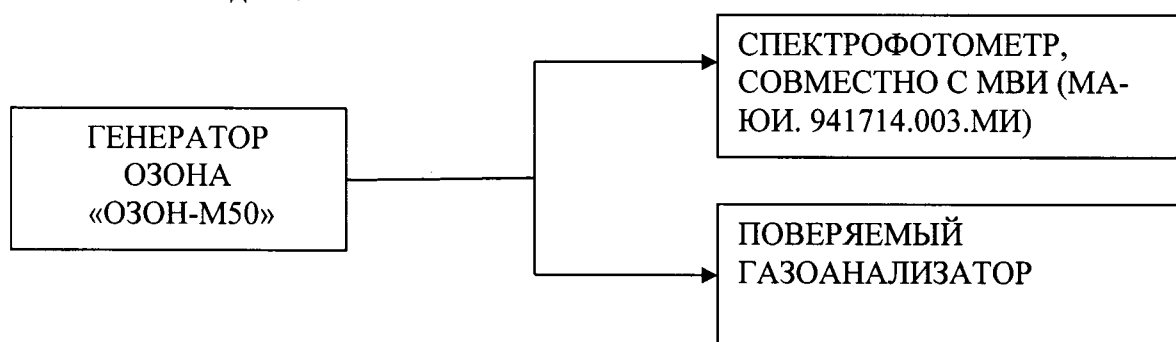 ГЕНЕРАТОР
ОЗОНА
«ОЗОН-М50»
СПЕКТРОФОТОМЕТР,
СОВМЕСТНО С МВИ (МА-
ЮИ. 941714.003.МИ)
ПОВЕРЯЕМЫЙ
ГАЗОАНАЛИЗАТОР